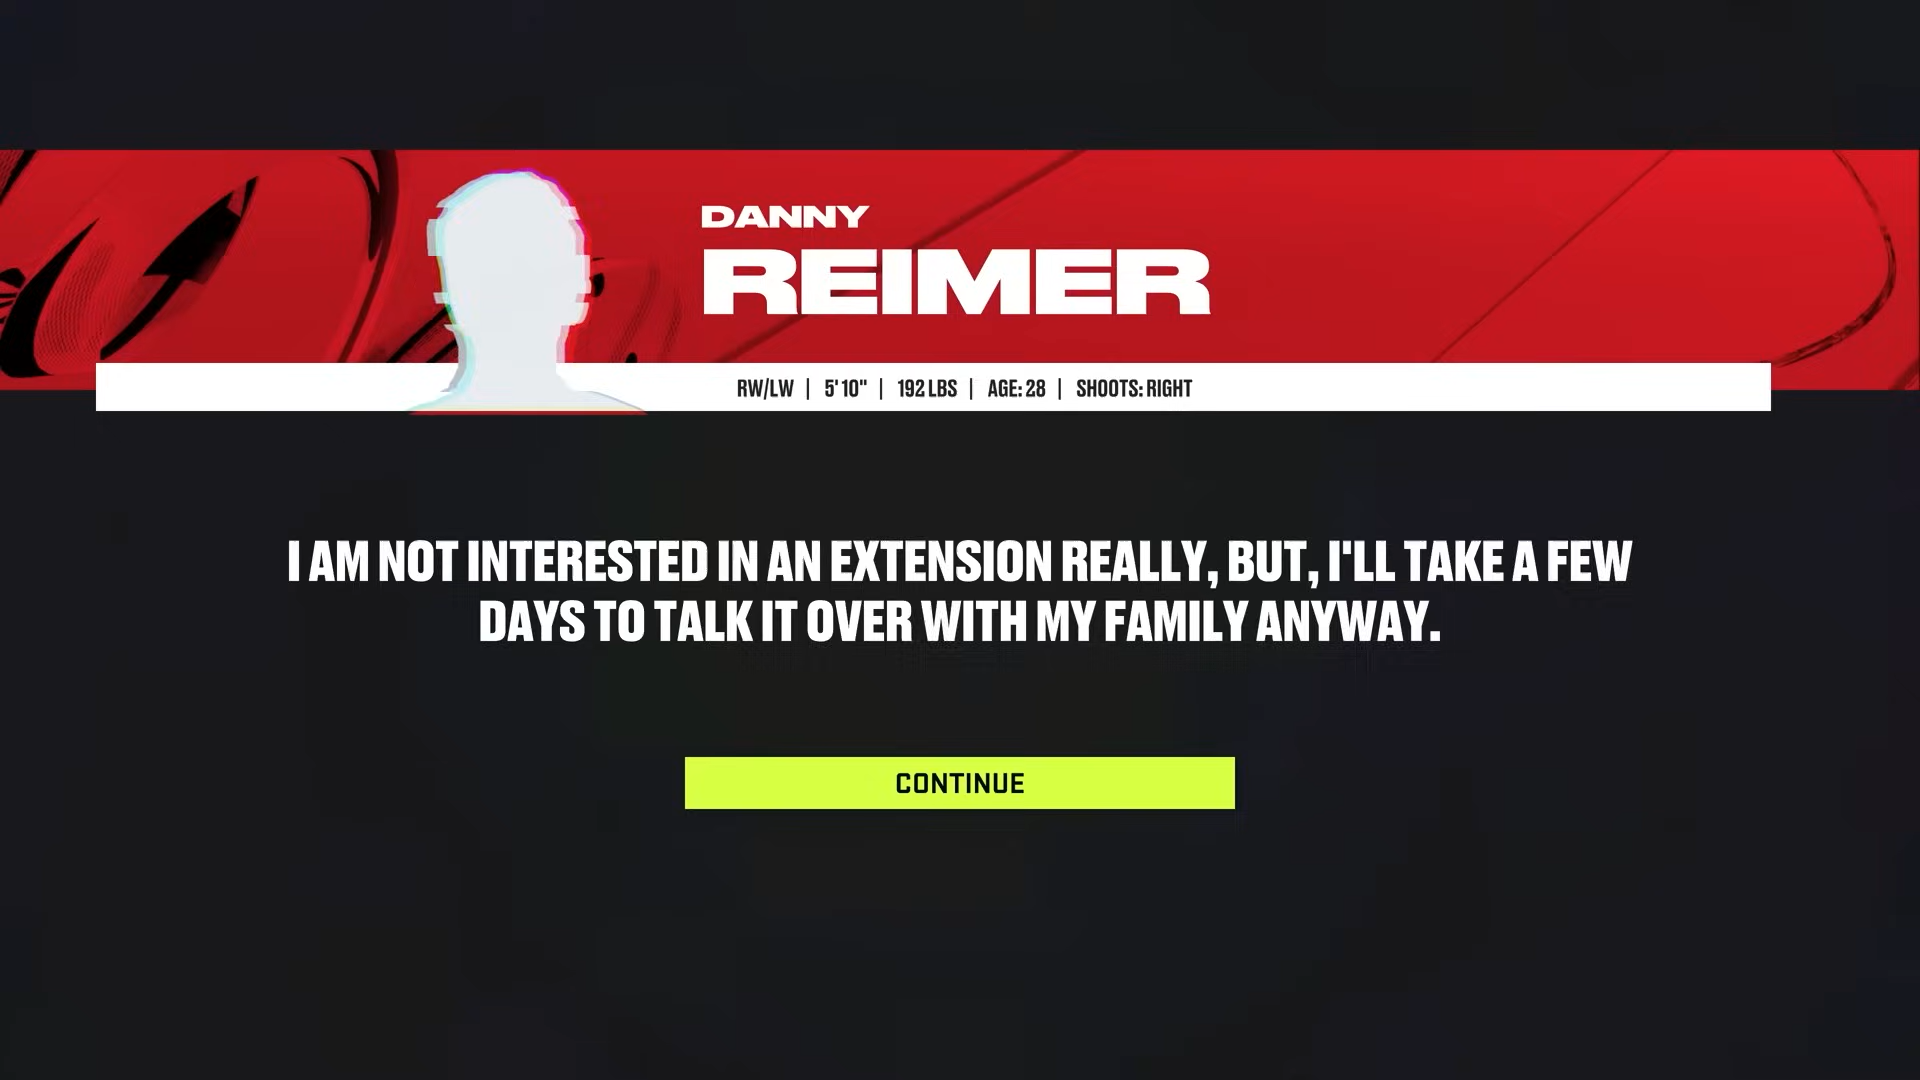 DANNY
REIMER
RW/LW | 5'10" | 192 LBS | AGE: 28 | SHOOTS: RIGHT
I AM NOT INTERESTED IN AN EXTENSION REALLY, BUT, I'LL TAKE A FEW
DAYS TO TALK IT OVER WITH MY FAMILY ANYWAY.
CONTINUE